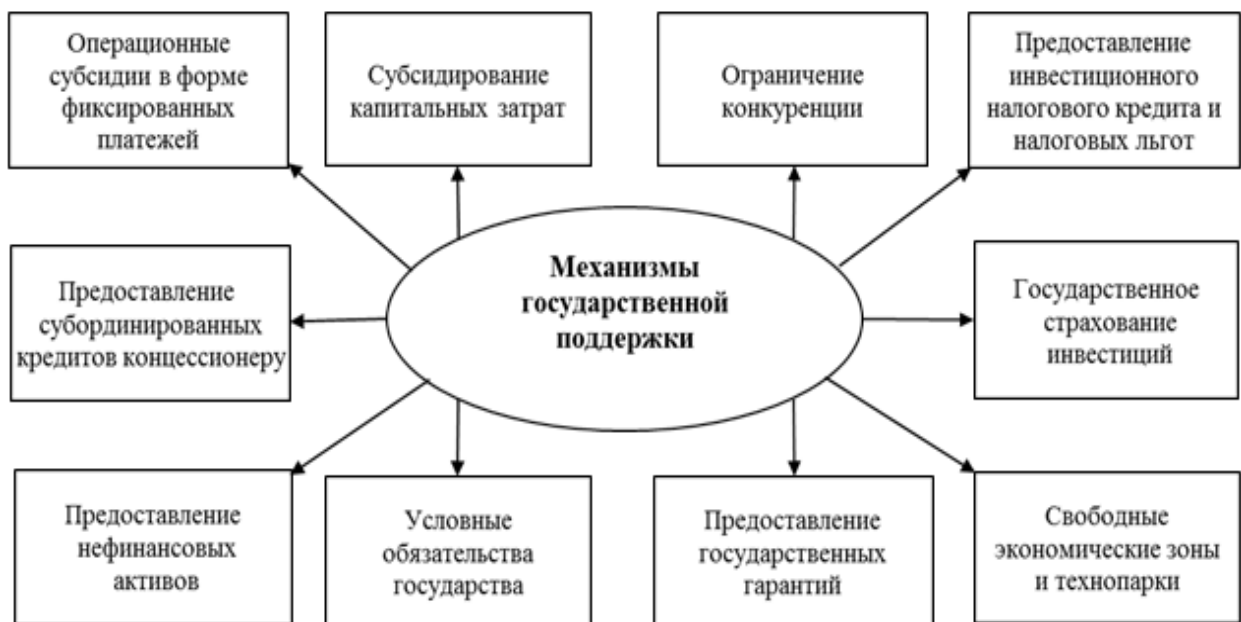 Операционные
субсидии в форме
фиксированных
платежей
Субсидирование
капитальных затрат
Ограничение
конкуренции
Предоставление
инвестиционного
налогового кредита и
налоговых льгот
Предоставление
субординированных
кредитов концессионеру
Механизмы
государственной
поддержки
Государственное
страхование
инвестиций
Предоставление
нефинансовых
активов
Условные
обязательства
государства
Предоставление
государственных
гарантий
Свободные
экономические зоны
и технопарки